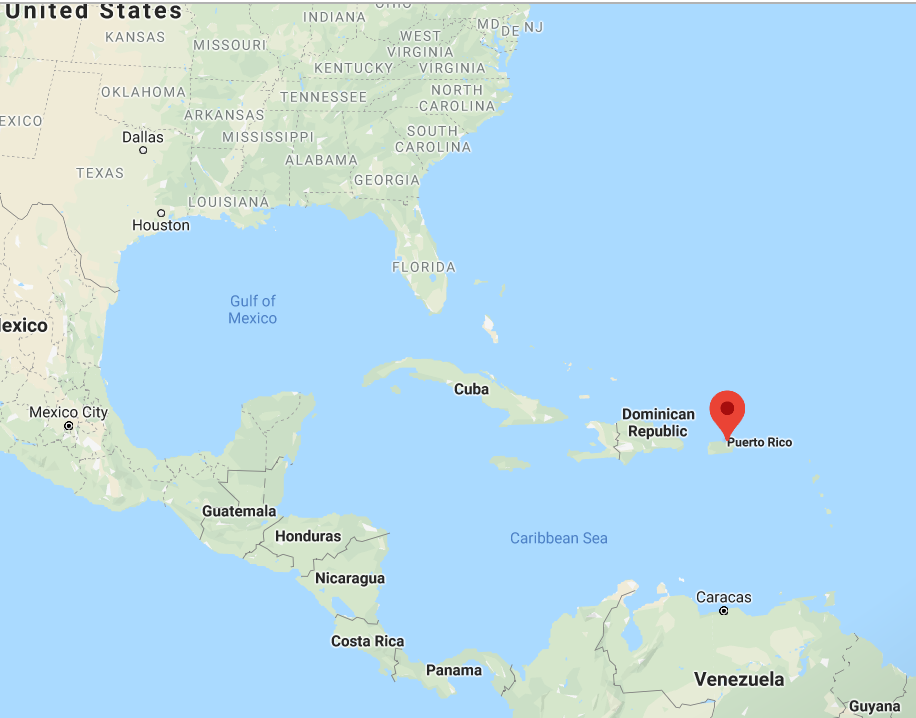 United States
OHIO
INDIANA
MD
DE
NJ
KANSAS
MISSOURI
WEST
VIRGINIA
KENTUCKY
VIRGINIA
OKLAHOMA
TENNESSEE
NORTH
CAROLINA
ARKANSAS
EXICO
MISSISSIPPI
SOUTH
CAROLINA
Dallas
ALABAMA
TEXAS
GEORGIA
LOUISIANA
Houston
FLORIDA
Gulf of
Mexico
lexico
Cuba
Mexico City
Dominican
Republic
Puerto Rico
Guatemala
Honduras
Caribbean Sea
Nicaragua
Caracas
Costa Rica
Panama
Venezuela
Guyana